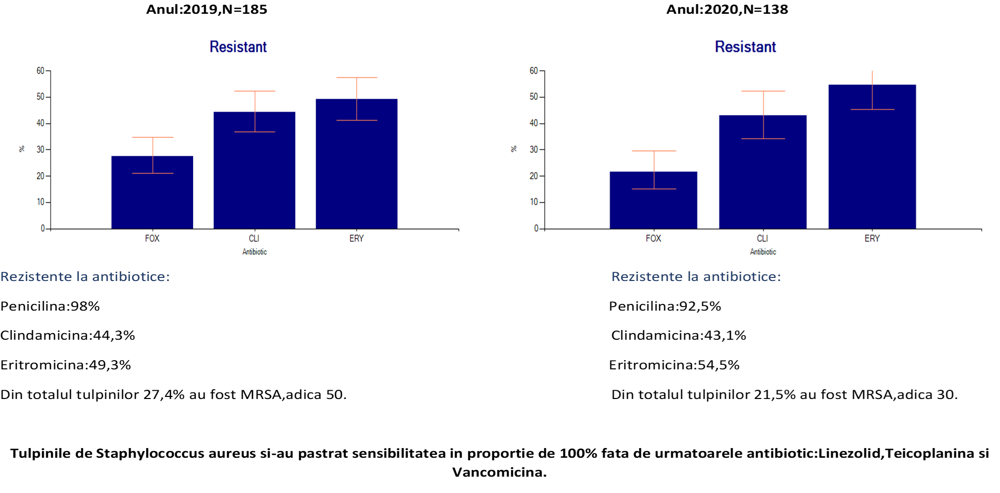 Anul:2019,N=185
Resistant
60
50
40
30
20
10
0
%
FOX CLI ERY
Antibiotic
Rezistente la antibiotice:
Penicilina:98%
Clindamicina:44,3%
Eritromicina:49,3%
Din totalul tulpinilor 27,4% au fost MRSA,adica 50.
Anul:2020,N=138
Resistant
60
50
40
30
20
10
0
%
FOX CLI ERY
Antibiotic
Rezistente la antibiotice:
Penicilina:92,5%
Clindamicina:43,1%
Eritromicina:54,5%
Din totalul tulpinilor 21,5% au fost MRSA,adica 30.
Tulpinile de Staphylococcus aureus si-au pastrat sensibilitatea in proportie de 100% fata de urmatoarele antibiotic:Linezolid,Teicoplanina si
Vancomicina.